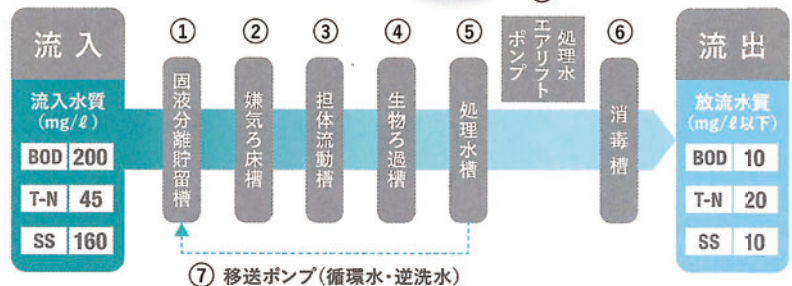 流入
流入水質
(mg/ℓ)
BOD 200
T-N 45
SS 160
①
固液分離貯留槽
②
嫌気ろ床槽
③
担体流動槽
④
生物ろ過槽
⑤
処理水槽
処理水
エアリフト
ポンプ
⑥
消毒槽
流出
放流水質
(mg/ℓ以下)
BOD 10
T-N 20
SS 10
⑦ 移送ポンプ(循環水・逆洗水)